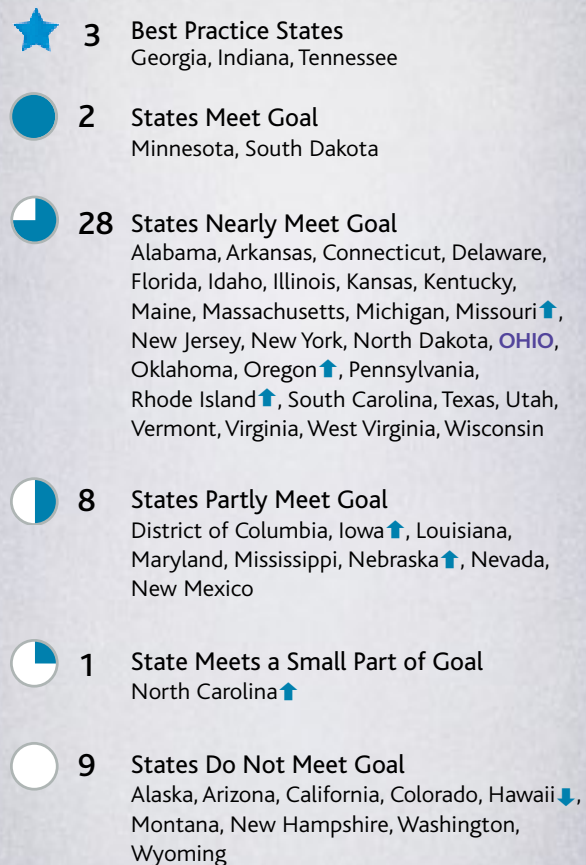 3 Best Practice States
Georgia, Indiana, Tennessee
2 States Meet Goal
Minnesota, South Dakota
28 States Nearly Meet Goal
Alabama, Arkansas, Connecticut, Delaware,
Florida, Idaho, Illinois, Kansas, Kentucky,
Maine, Massachusetts, Michigan, Missouri⬆,
New Jersey, New York, North Dakota, OHIO,
Oklahoma, Oregon⬆, Pennsylvania,
Rhode Island⬆, South Carolina, Texas, Utah,
Vermont, Virginia, West Virginia, Wisconsin
8 States Partly Meet Goal
District of Columbia, Iowa⬆, Louisiana,
Maryland, Mississippi, Nebraska⬆, Nevada,
New Mexico
1 State Meets a Small Part of Goal
North Carolina⬆
9 States Do Not Meet Goal
Alaska, Arizona, California, Colorado, Hawaii⬇,
Montana, New Hampshire, Washington,
Wyoming